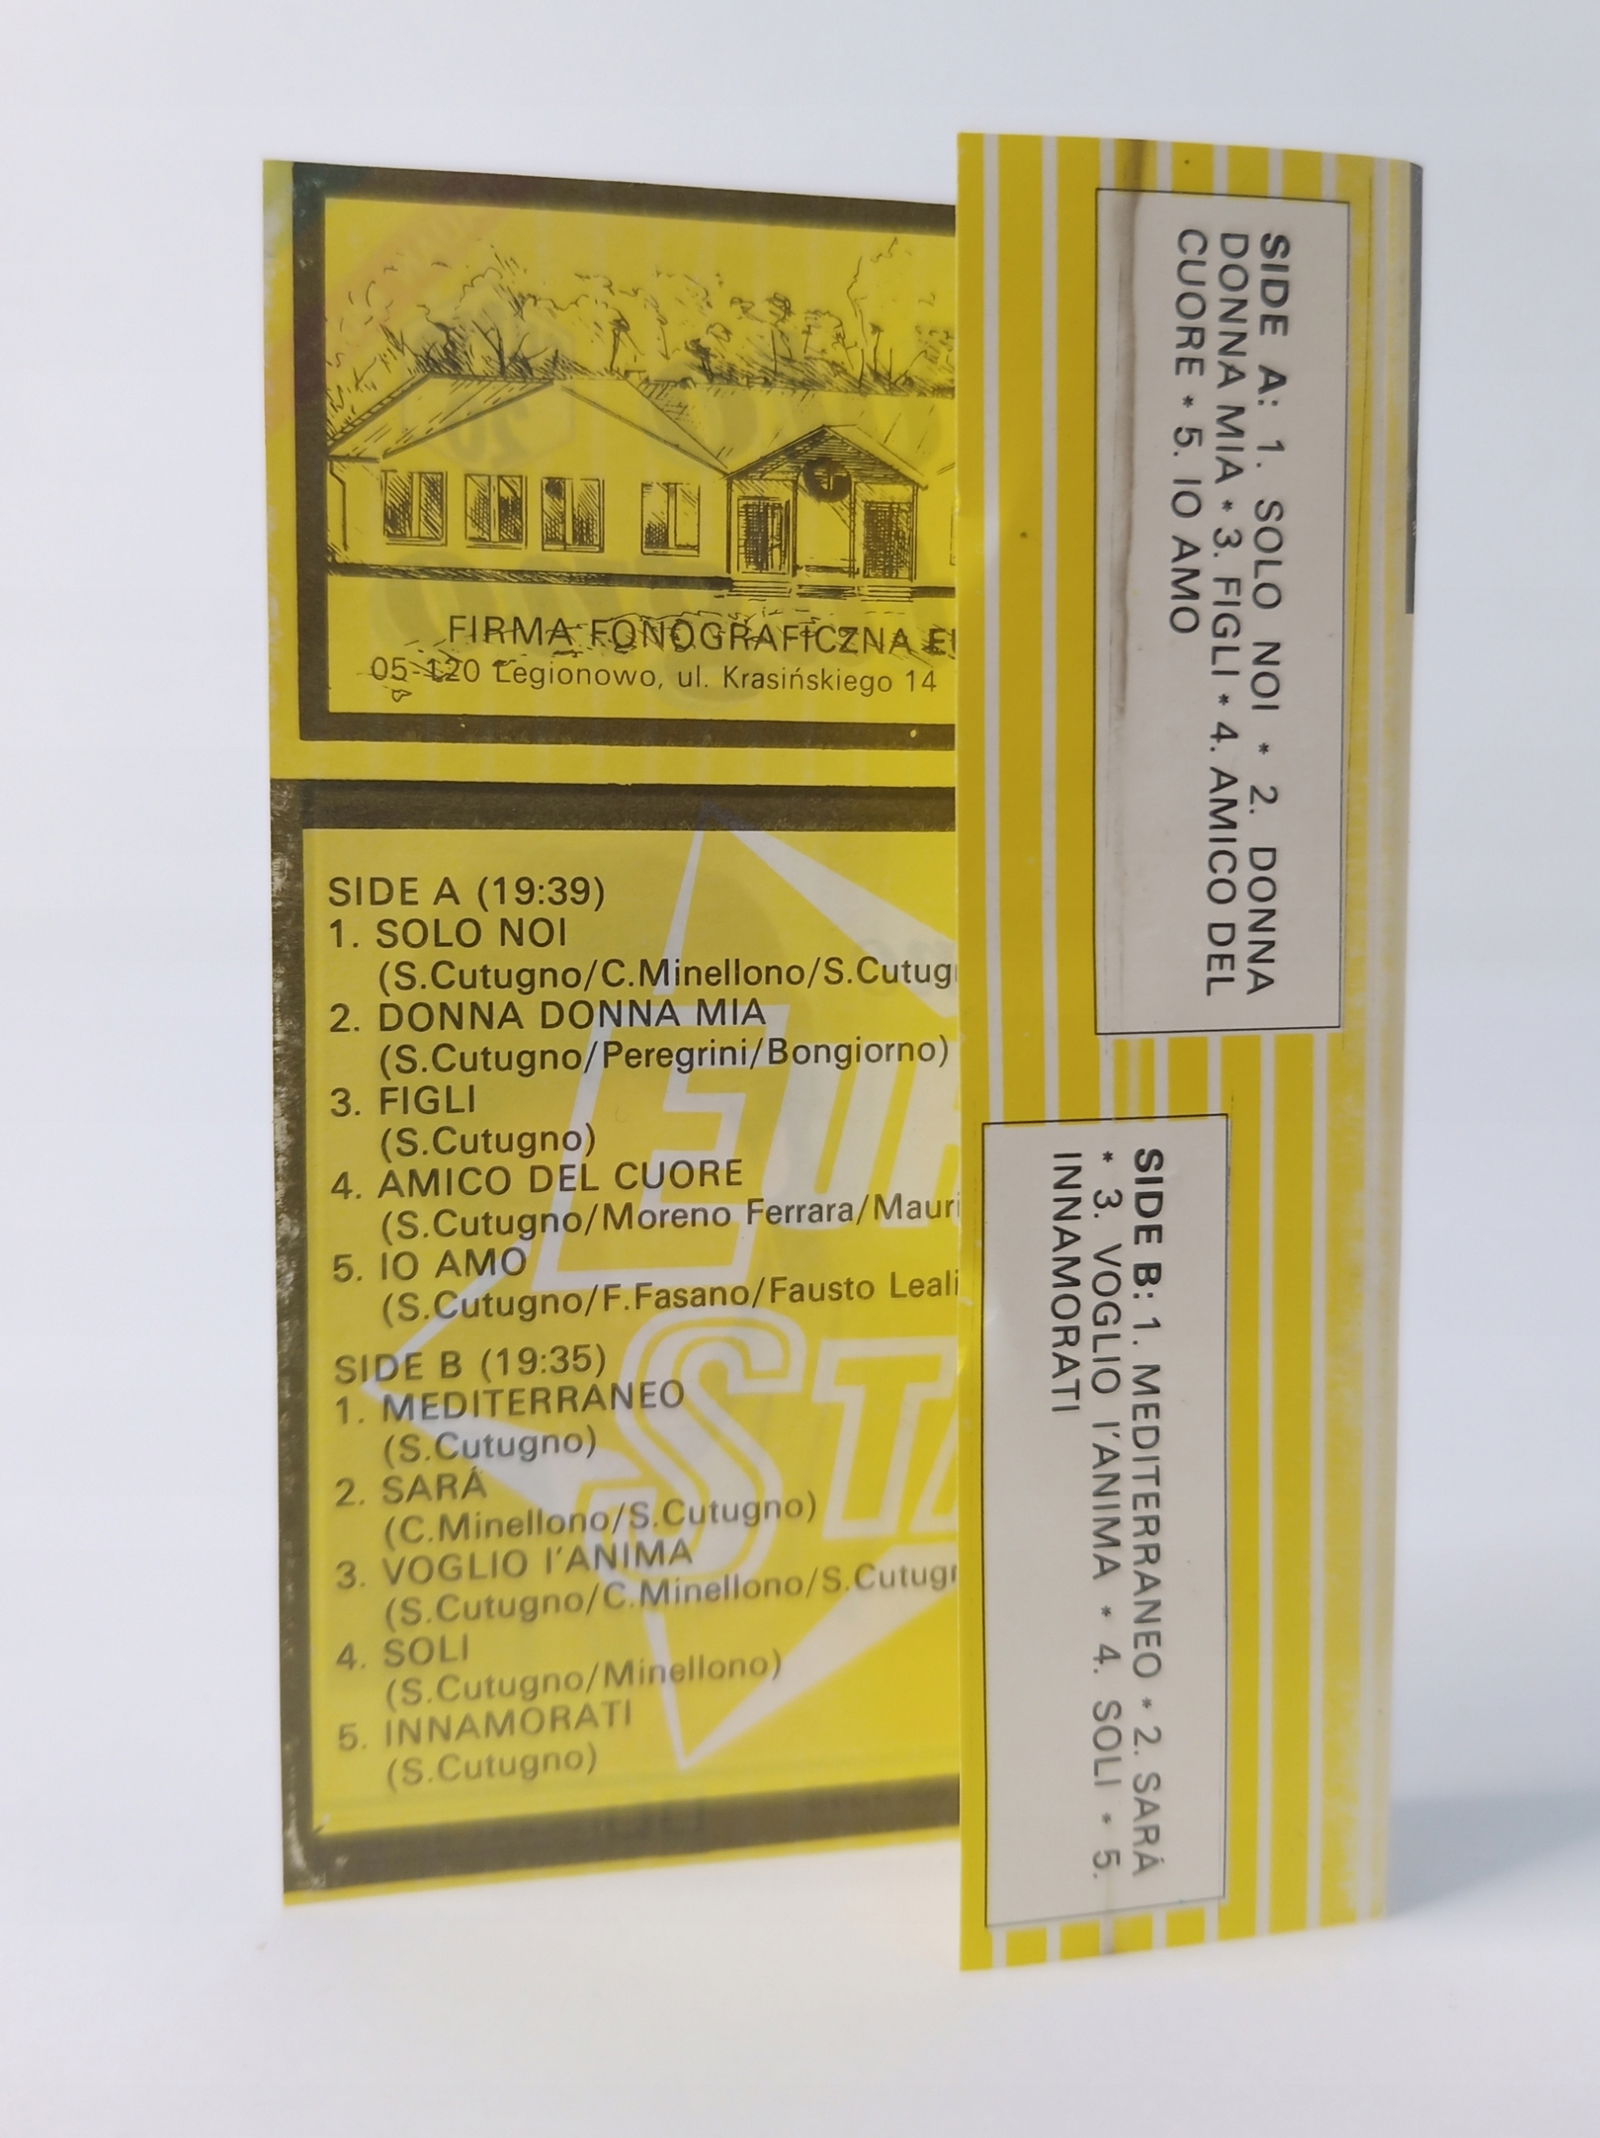 FIRMA FONOGRAFICZNA
05-120 Legionowo, ul. Krasińskiego 14
SIDE A (19:39)
1. SOLO NOI
(S.Cutugno/C.Minellono/S.Cutug
2. DONNA DONNA MIA
(S.Cutugno/Peregrini/Bongiorno)
3. FIGLI
(S.Cutugno)
4. AMICO DEL CUORE
(S.Cutugno/Moreno Ferrara/Mauri
5. IO AMO
(S.Cutugno/F.Fasano/Fausto Leali
SIDE B (19:35)
1. MEDITERRANEO
(S.Cutugno)
2. SARÁ
(C.Minellono/S.Cutugno)
3. VOGLIO l'ANIMA
(S.Cutugno/C.Minellono/S.Cutug
4. SOLI
(S.Cutugno/Minellono)
5. INNAMORATI
(S.Cutugno)
SIDE A: 1. SOLO NOI * 2. DONNA
DONNA MIA * 3. FIGLI * 4. AMICO DEL
CUORE * 5. IO AMO
SIDE B: 1. MEDITERRANEO * 2. SARÁ
* 3. VOGLIO l'ANIMA * 4. SOLI * 5.
INNAMORATI